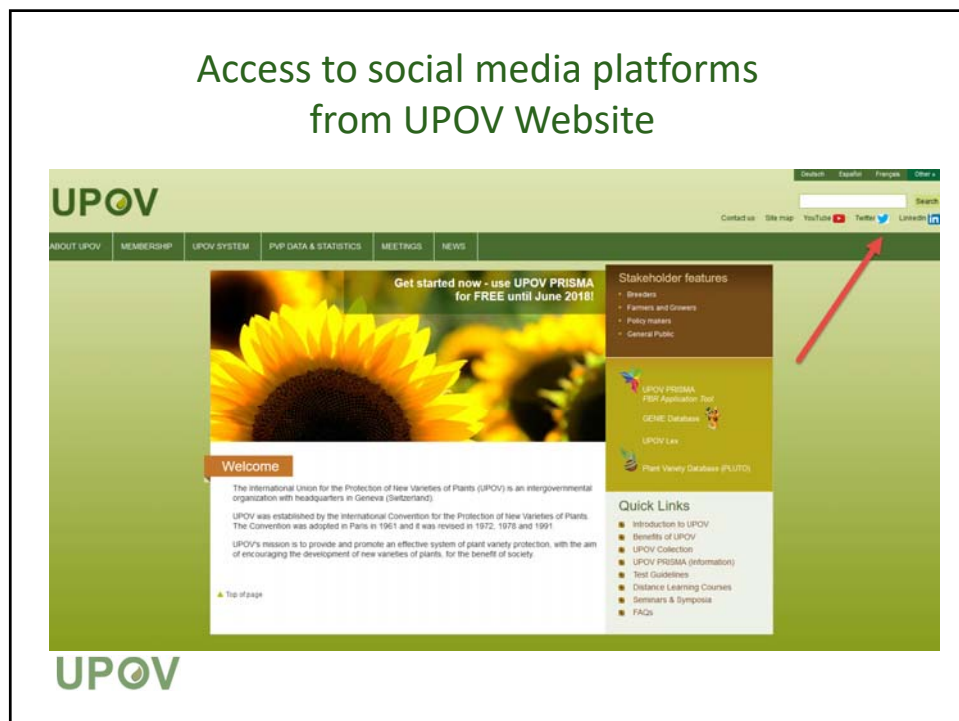 Access to social media platforms
from UPOV Website
Deutsch Español Français Other »
UPOV
Search
Contact us Site map YouTube Twitter LinkedIn in
ABOUT UPOV MEMBERSHIP UPOV SYSTEM PVP DATA & STATISTICS MEETINGS NEWS
Get started now - use UPOV PRISMA
for FREE until June 2018!
Stakeholder features
Breeders
Farmers and Growers
Policy makers
General Public
UPOV PRISMA
PBR Application Tool
GENIE Database
UPOV Lex
Plant Variety Database (PLUTO)
Welcome
The International Union for the Protection of New Varieties of Plants (UPOV) is an intergovernmental
organization with headquarters in Geneva (Switzerland).
UPOV was established by the International Convention for the Protection of New Varieties of Plants.
The Convention was adopted in Paris in 1961 and it was revised in 1972, 1978 and 1991.
UPOV's mission is to provide and promote an effective system of plant variety protection, with the aim
of encouraging the development of new varieties of plants, for the benefit of society.
Top of page
Quick Links
Introduction to UPOV
Benefits of UPOV
UPOV Collection
UPOV PRISMA (Information)
Test Guidelines
Distance Learning Courses
Seminars & Symposia
FAQs
UPOV